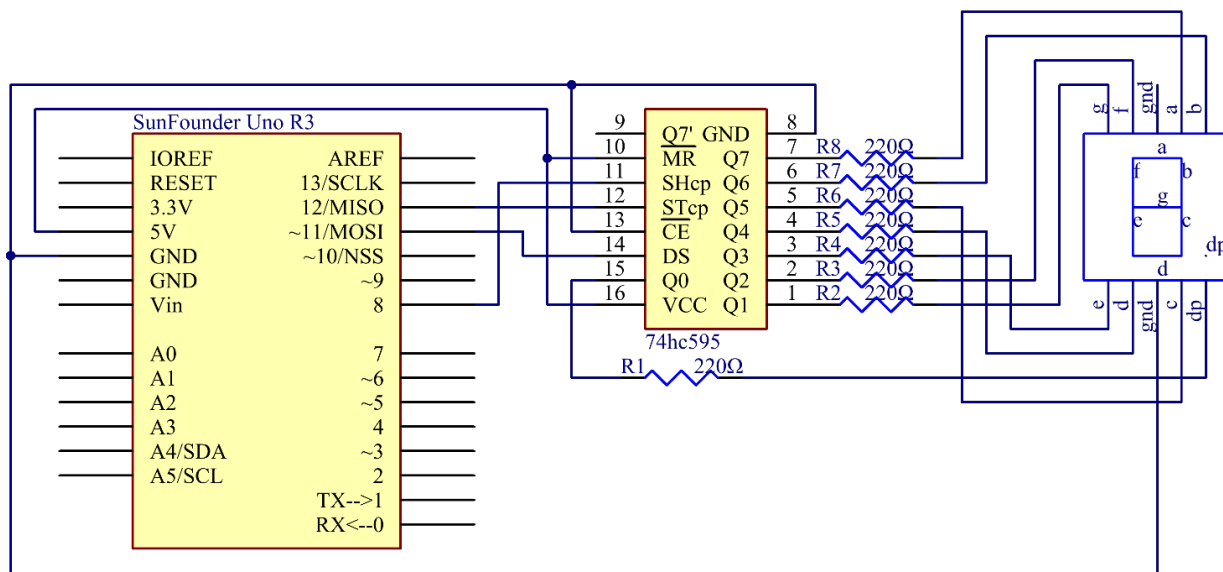 g
f
gnd
a
b
SunFounder Uno R3
IOREF
AREF
RESET
13/SCLK
3.3V
12/MISO
5V
~11/MOSI
GND
~10/NSS
GND
~9
Vin
8
A0
7
A1
~6
A2
~5
A3
4
A4/SDA
~3
A5/SCL
2
TX-->1
RX<--0
9 Q7' GND 8
10 MR Q7 7
11 SHcp Q6 6
12 STcp Q5 5
13 CE Q4 4
14 DS Q3 3
15 Q0 Q2 2
16 VCC Q1 1
74hc595
R1 220Ω
R8 220Ω
R7 220Ω
R6 220Ω
R5 220Ω
R4 220Ω
R3 220Ω
R2 220Ω
a
f b
g
e c
dp
d
e
d
gnd
c
dp